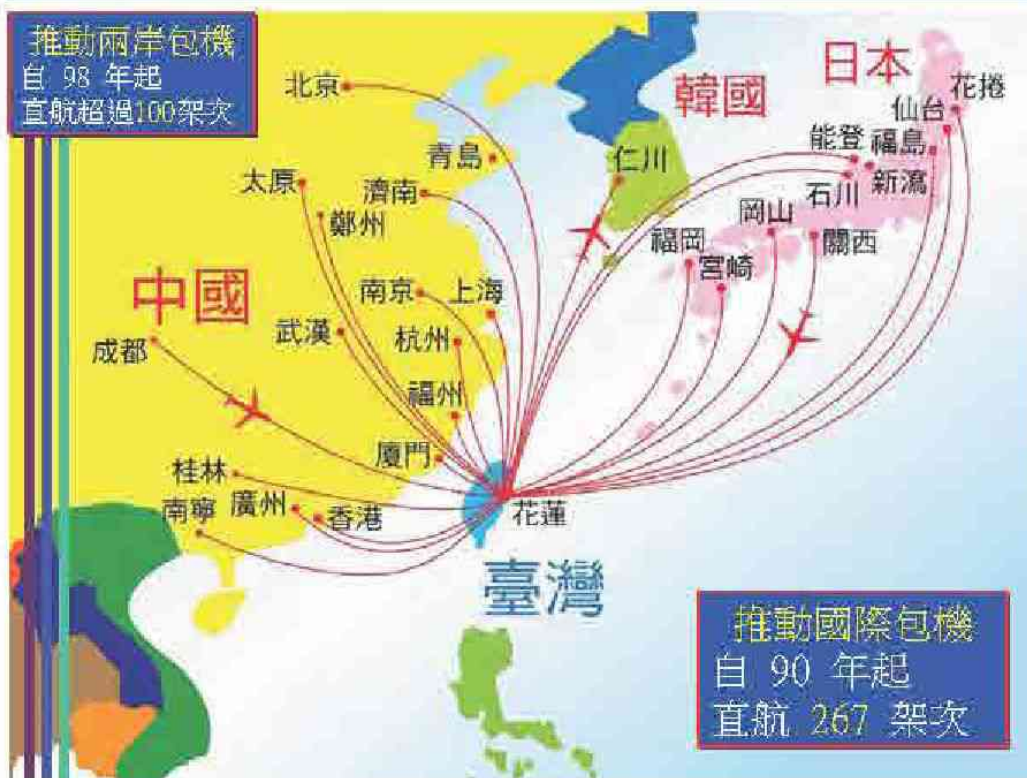 推動兩岸包機
自 98 年起
直航超過100架次
北京
青島
太原
濟南
鄭州
中國
南京
上海
成都
武漢
杭州
福州
廈門
桂林
南寧
廣州
香港
花蓮
臺灣
韓國
仁川
日本
花捲
仙台
能登
福島
新瀉
石川
岡山
關西
福岡
宮崎
推動國際包機
自 90 年起
直航 267 架次